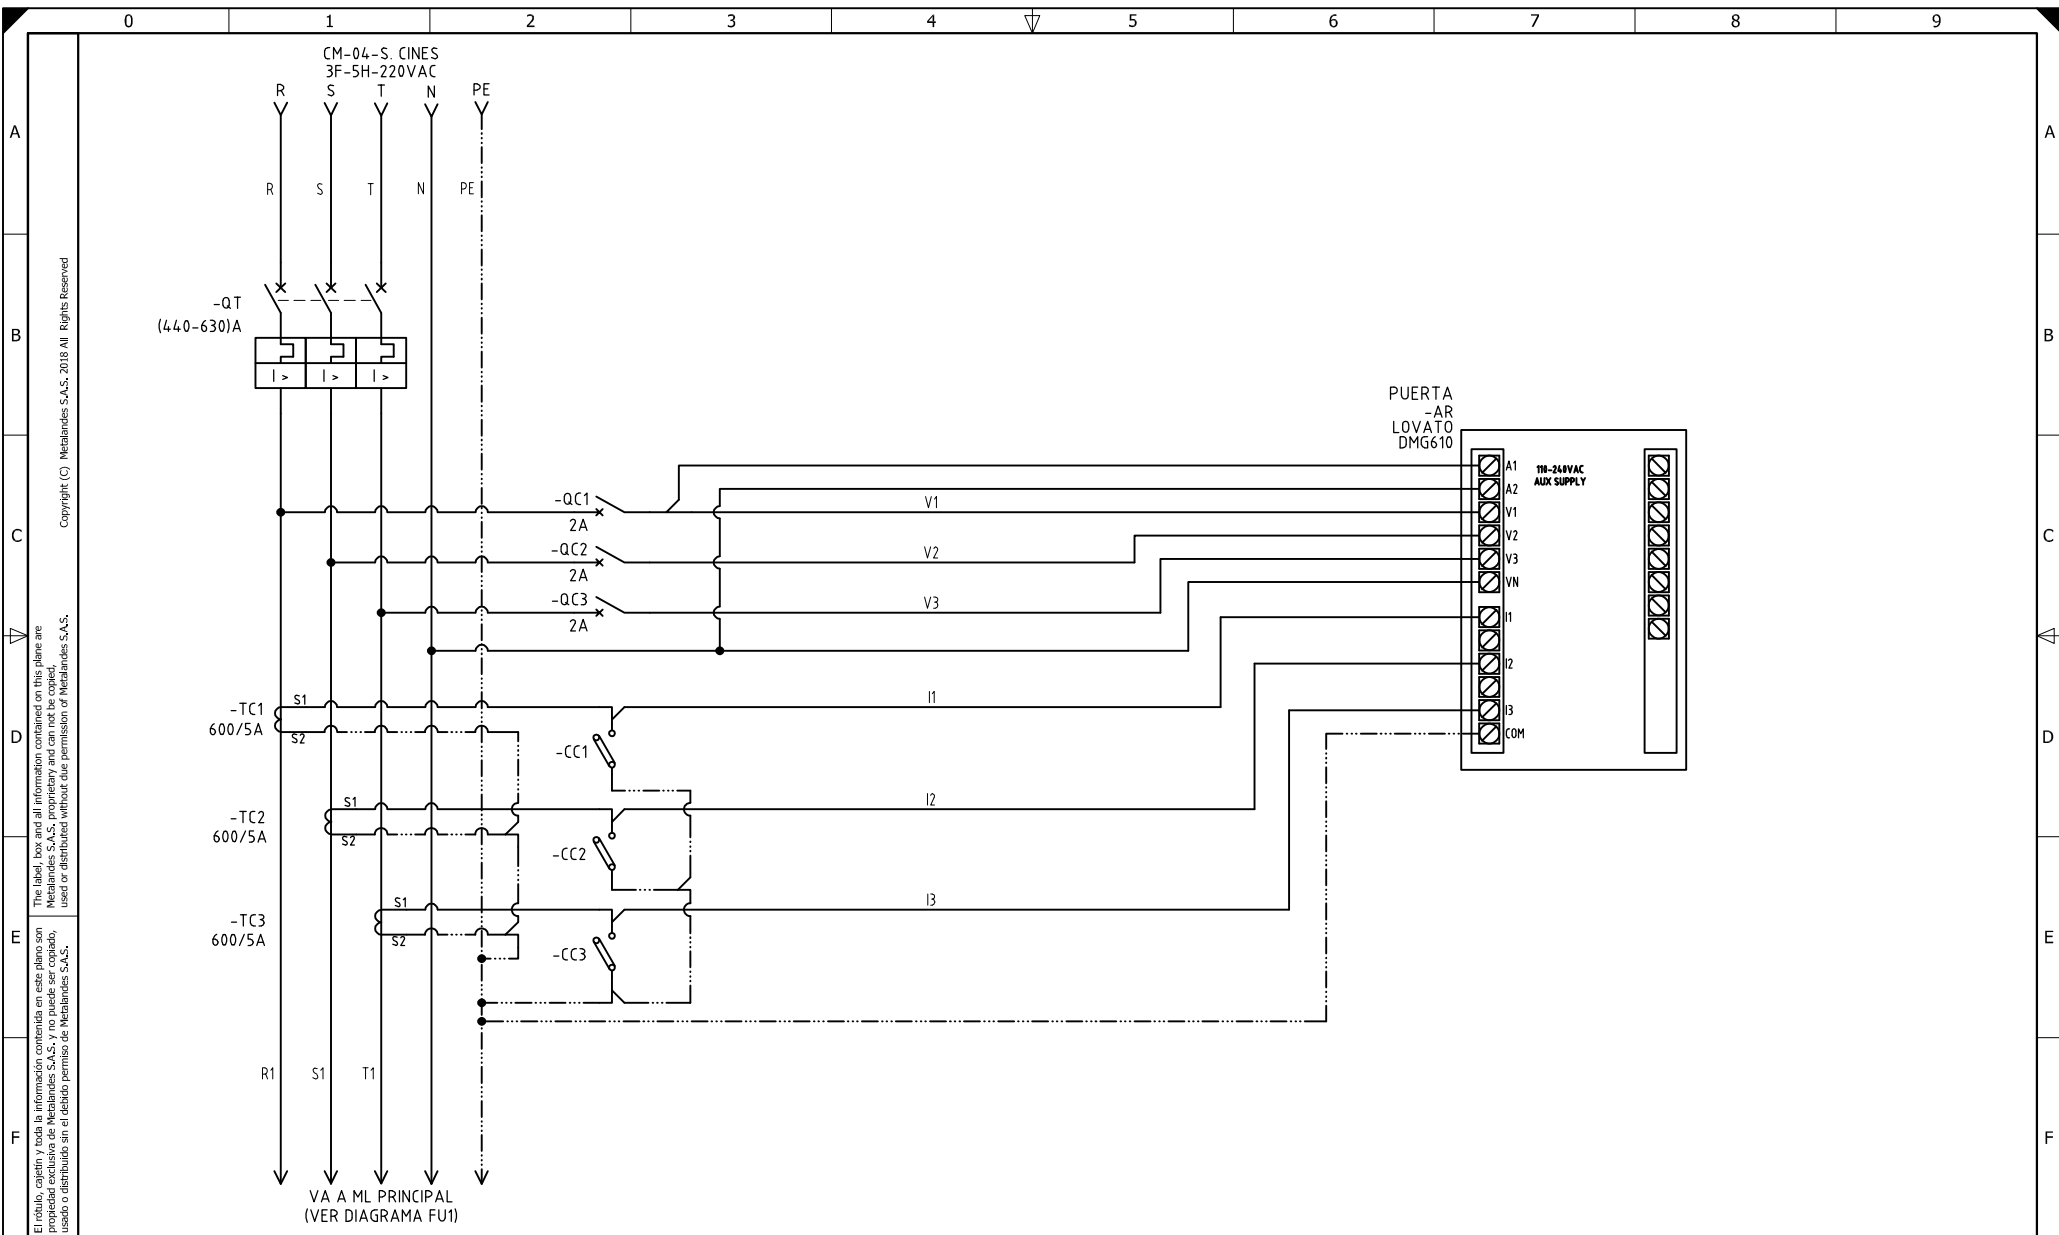 0 1 2 3 4 5 6 7 8 9
CM-04-S. CINES
3F-5H-220VAC
R S T N PE
A A
R S T N PE
-QT
(440-630)A
B B
I > I > I >
PUERTA
-AR
LOVATO
DMG610
A1
110-240VAC
AUX SUPPLY
A2
V1
V2
V3
VN
I1
I2
I3
COM
-QC1
2A
V1
C C
-QC2
2A
V2
-QC3
2A
V3
S1
-TC1
600/5A
S2
I1
D D
-CC1
S1
-TC2
600/5A
S2
I2
-CC2
S1
-TC3
600/5A
S2
I3
E E
-CC3
R1 S1 T1
F F
VA A ML PRINCIPAL
(VER DIAGRAMA FU1)
Copyright (C) Metalandes S.A.S. 2018 All Rights Reserved
The label, box and all information contained on this plane are
Metalandes S.A.S. proprietary and can not be copied,
used or distributed without due permission of Metalandes S.A.S.
El rótulo, cajetín y toda la información contenida en este plano son
propiedad exclusiva de Metalandes S.A.S. y no puede ser copiado,
usado o distribuido sin el debido permiso de Metalandes S.A.S.